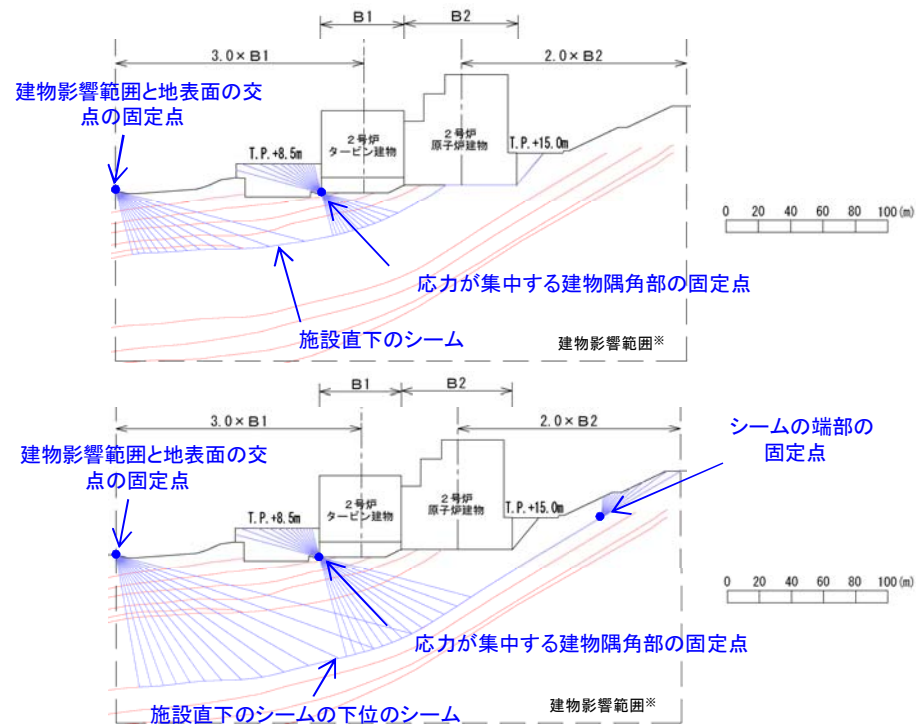 B1
B2
3.0×B1
2.0×B2
建物影響範囲と地表面の交
点の固定点
2号炉
タービン建物
2号炉
原子炉建物
T.P.+8.5m
T.P.+15.0m
0 20 40 60 80 100(m)
応力が集中する建物隅角部の固定点
施設直下のシーム
建物影響範囲※
B1
B2
3.0×B1
2.0×B2
シームの端部の
固定点
建物影響範囲と地表面の交
点の固定点
2号炉
タービン建物
2号炉
原子炉建物
T.P.+8.5m
T.P.+15.0m
0 20 40 60 80 100(m)
応力が集中する建物隅角部の固定点
施設直下のシームの下位のシーム
建物影響範囲※